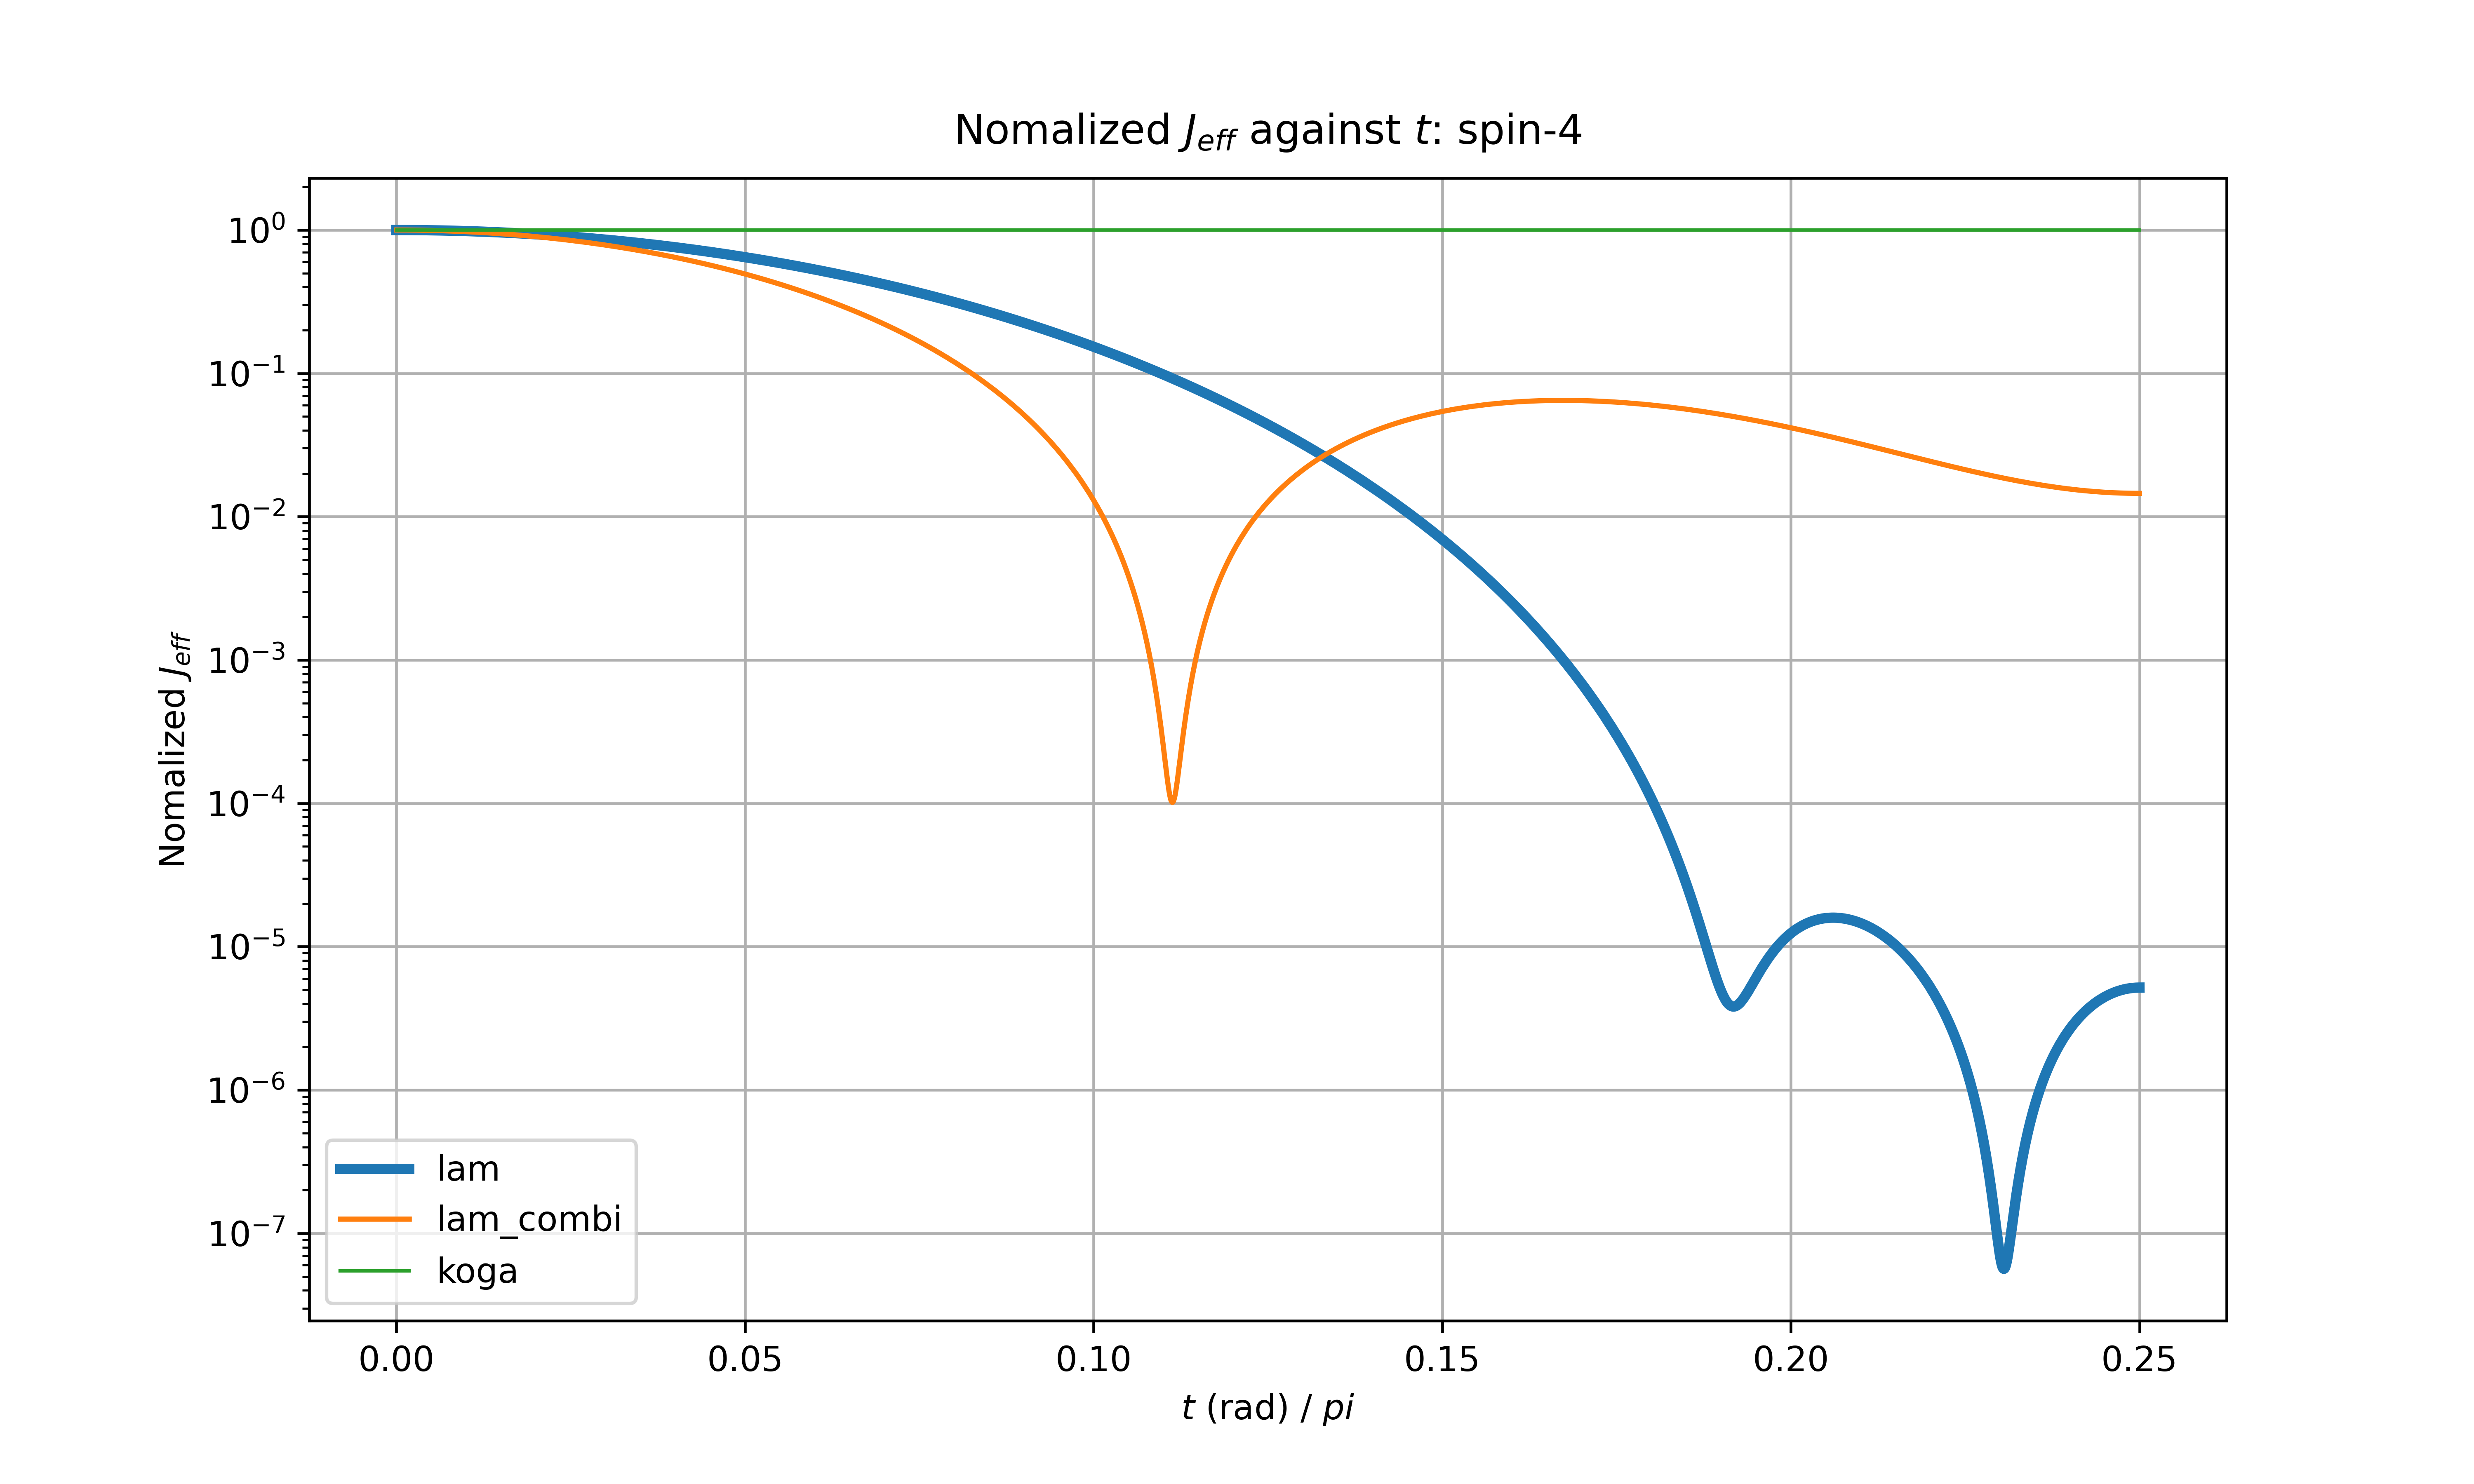 Nomalized J_eff against t: spin-4
Nomalized J_eff
10^0
10^−1
10^−2
10^−3
10^−4
10^−5
10^−6
10^−7
lam
lam_combi
koga
0.00 0.05 0.10 0.15 0.20 0.25
t (rad) / pi